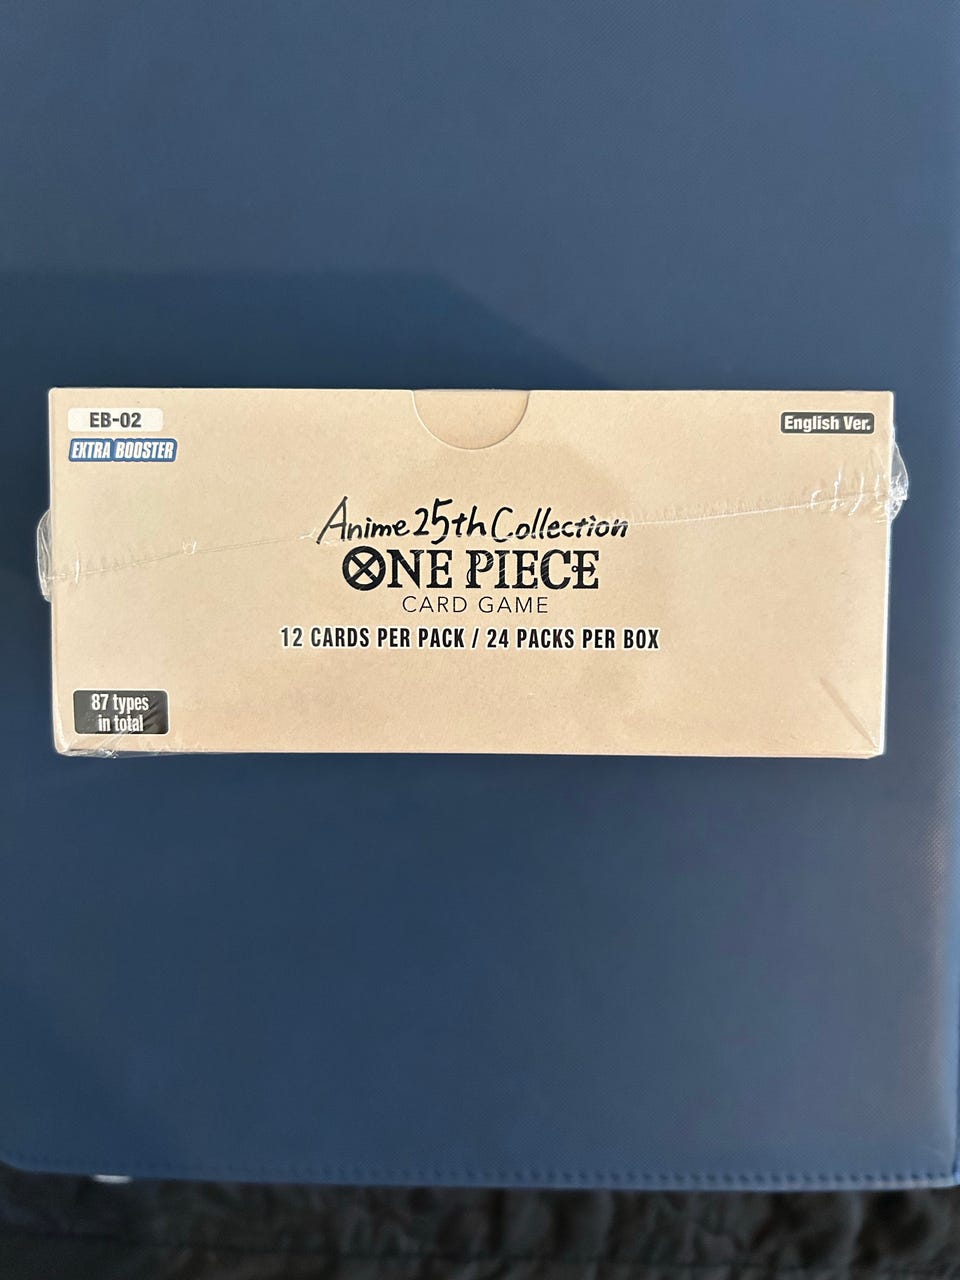 EB-02
EXTRA BOOSTER
English Ver.
Anime 25th Collection
ONE PIECE
CARD GAME
12 CARDS PER PACK / 24 PACKS PER BOX
87 types
in total